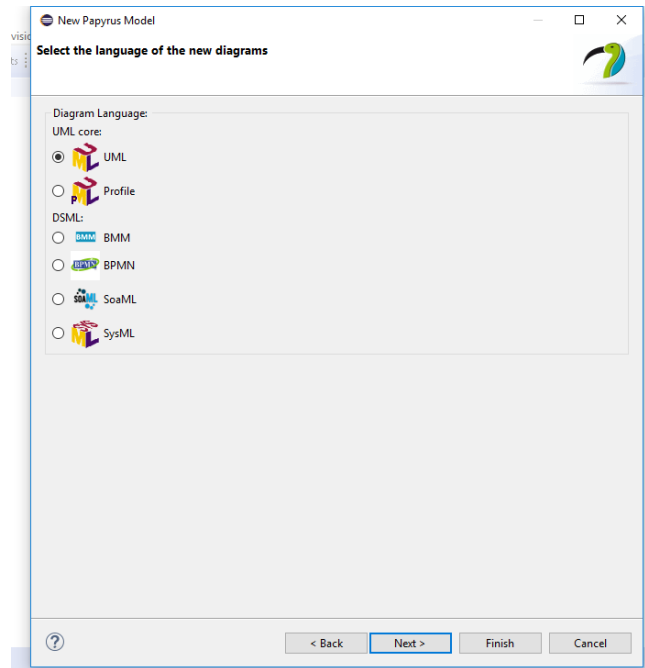 New Papyrus Model
Select the language of the new diagrams
Diagram Language:
UML core:
UML
Profile
DSML:
BMM BMM
BPMN BPMN
SOAML SoaML
SysML
< Back Next > Finish Cancel